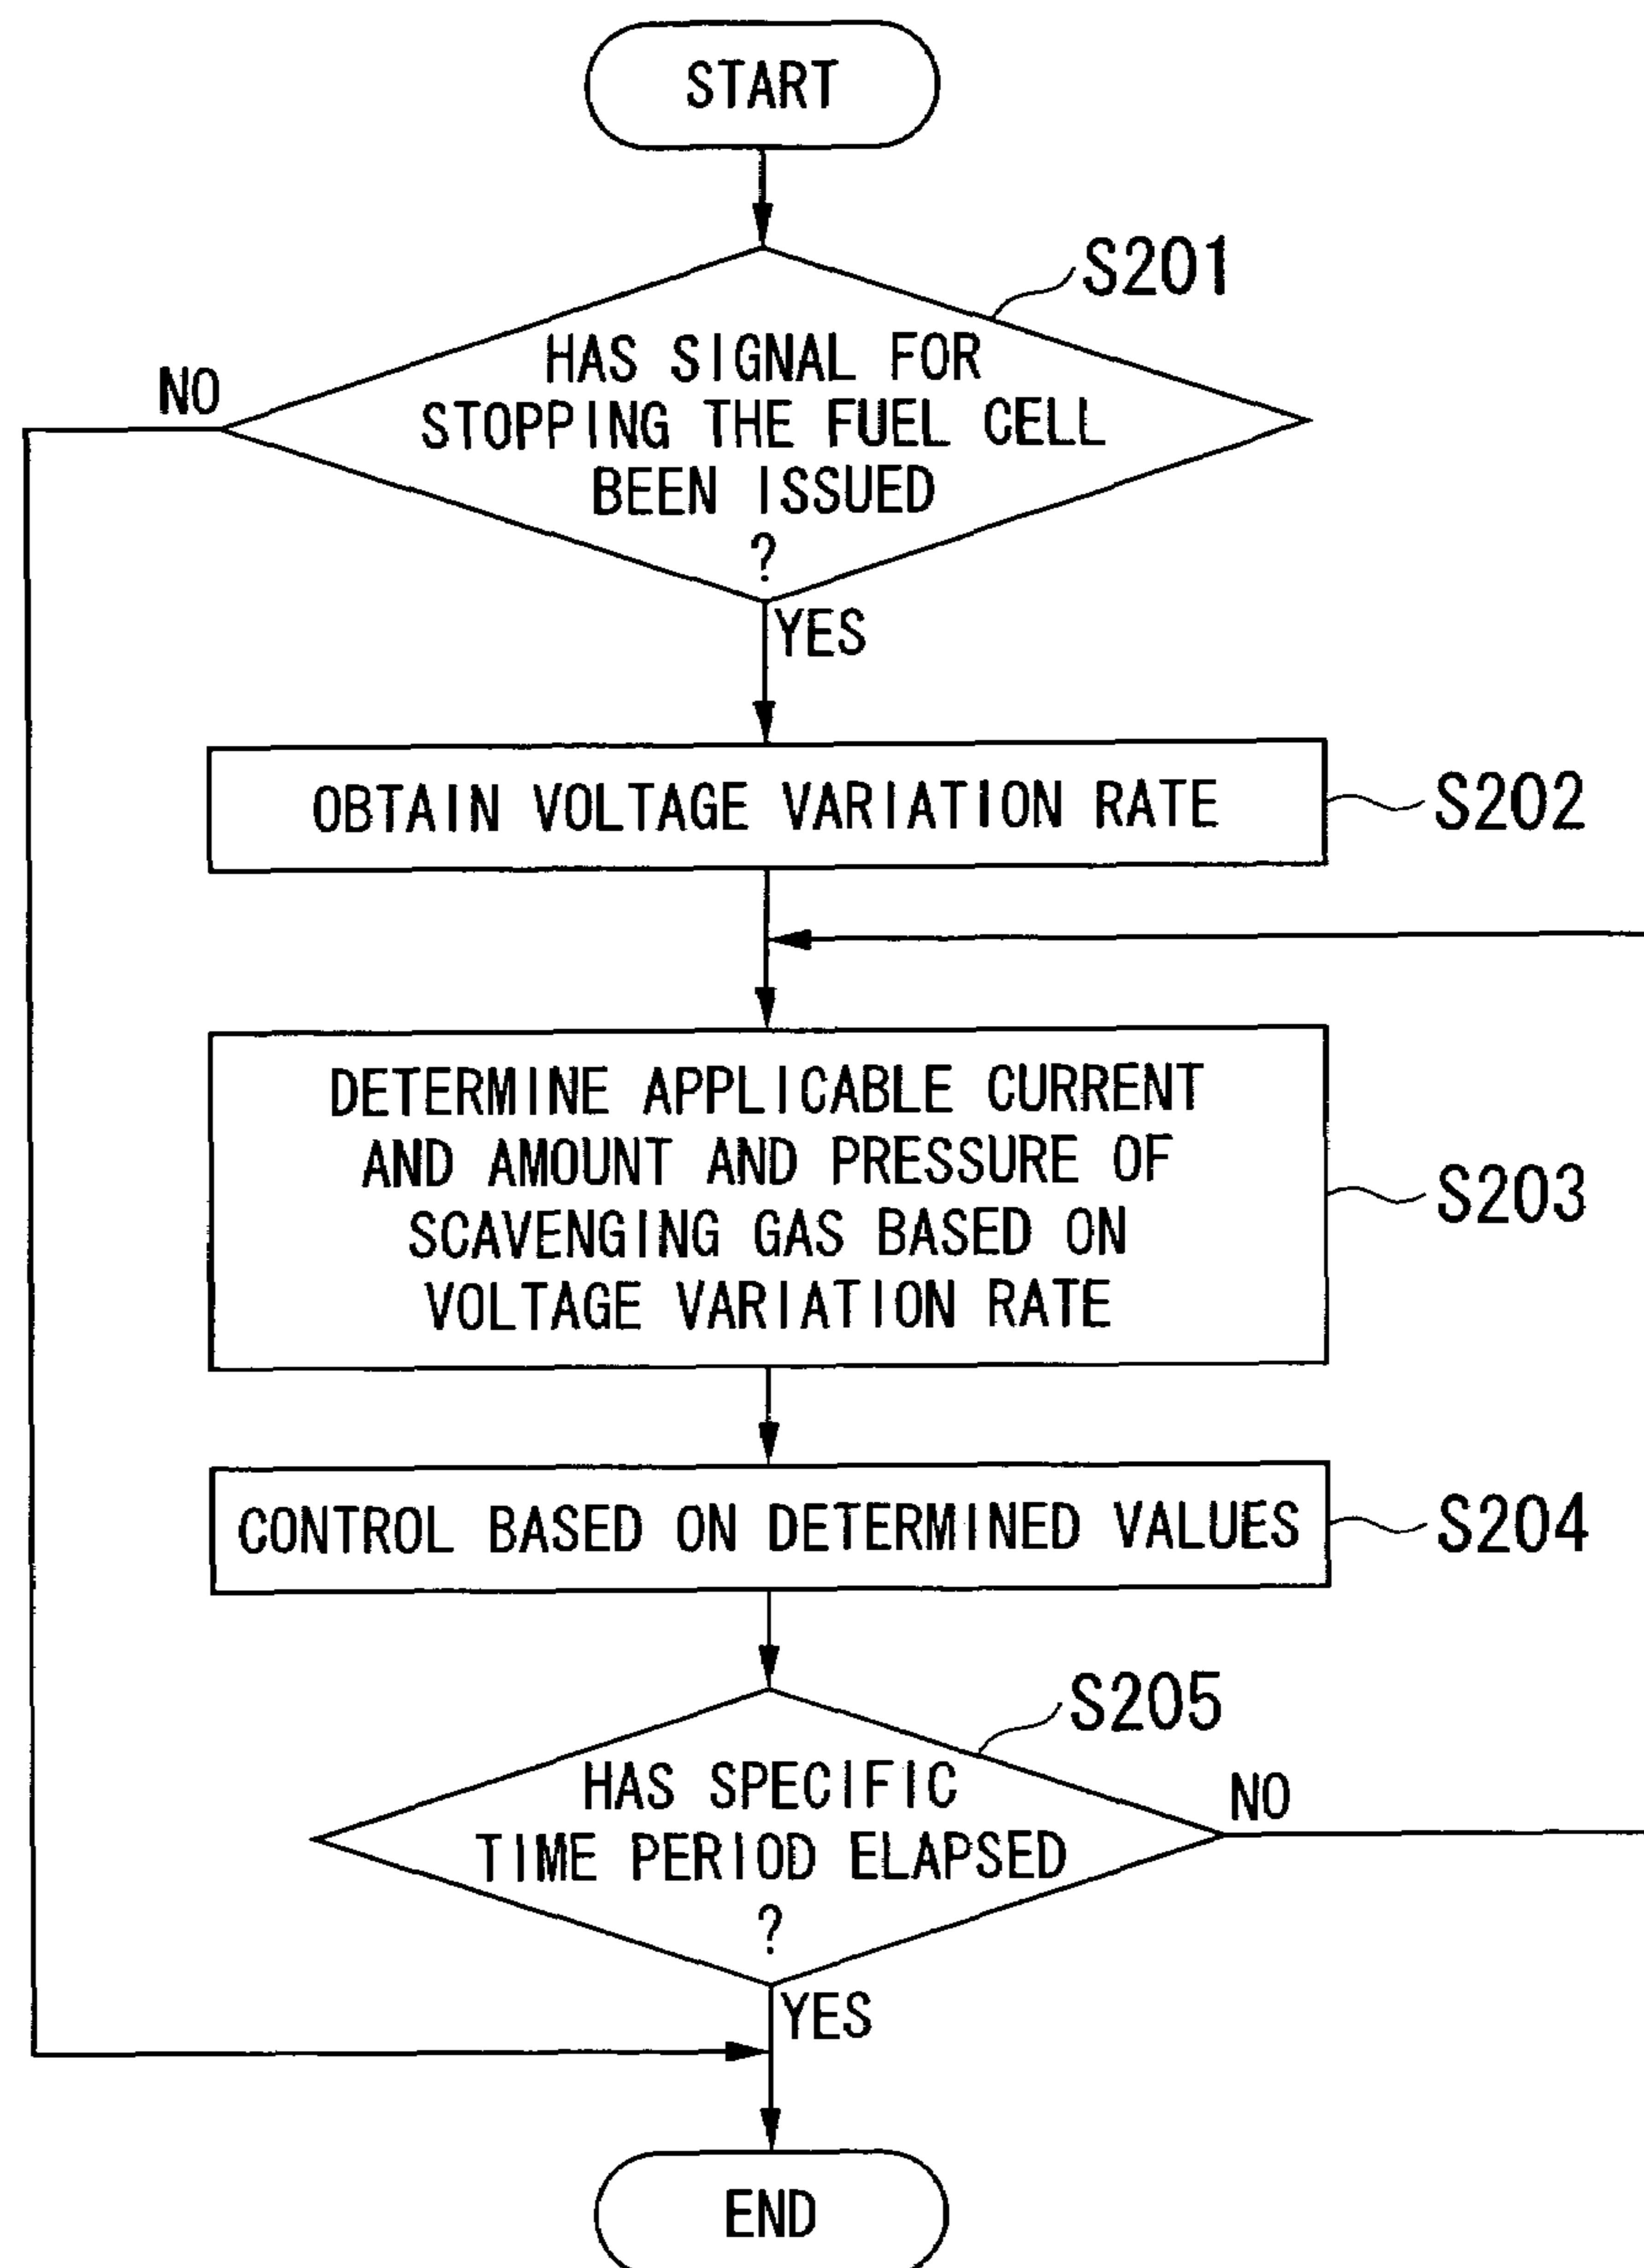 START
S201
HAS SIGNAL FOR
NO
STOPPING THE FUEL CELL
BEEN ISSUED
?
YES
OBTAIN VOLTAGE VARIATION RATE
S202
DETERMINE APPLICABLE CURRENT
AND AMOUNT AND PRESSURE OF
SCAVENGING GAS BASED ON
VOLTAGE VARIATION RATE
S203
CONTROL BASED ON DETERMINED VALUES
S204
S205
HAS SPECIFIC
TIME PERIOD ELAPSED
?
NO
YES
END